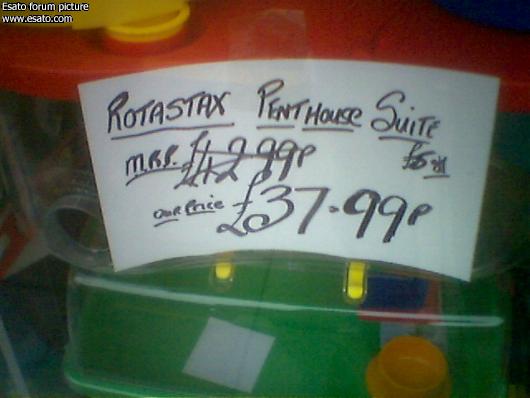 Esato forum picture
www.esato.com
ROTASTAX PENTHOUSE SUITE
M.R.P. £42.99P
OUR PRICE £37.99P